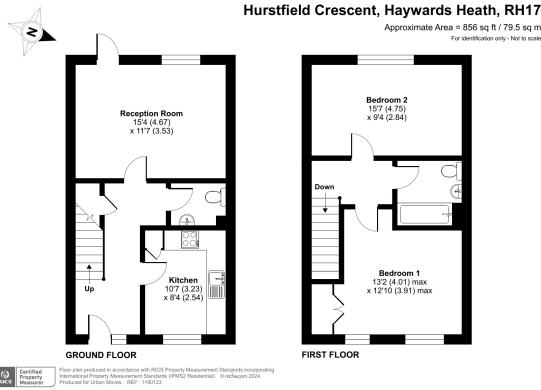 Hurstfield Crescent, Haywards Heath, RH17
Approximate Area = 856 sq ft / 79.5 sq m
For identification only - Not to scale
N
Reception Room
15'4 (4.67)
x 11'7 (3.53)
Up
Kitchen
10'7 (3.23)
x 8'4 (2.54)
GROUND FLOOR
Bedroom 2
15'7 (4.75)
x 9'4 (2.84)
Down
Bedroom 1
13'2 (4.01) max
x 12'10 (3.91) max
FIRST FLOOR
RICS
Certified
Property
Measurer
Floor plan produced in accordance with RICS Property Measurement Standards incorporating
International Property Measurement Standards (IPMS2 Residential). © nichecom 2024.
Produced for Urban Moves. REF: 1190123